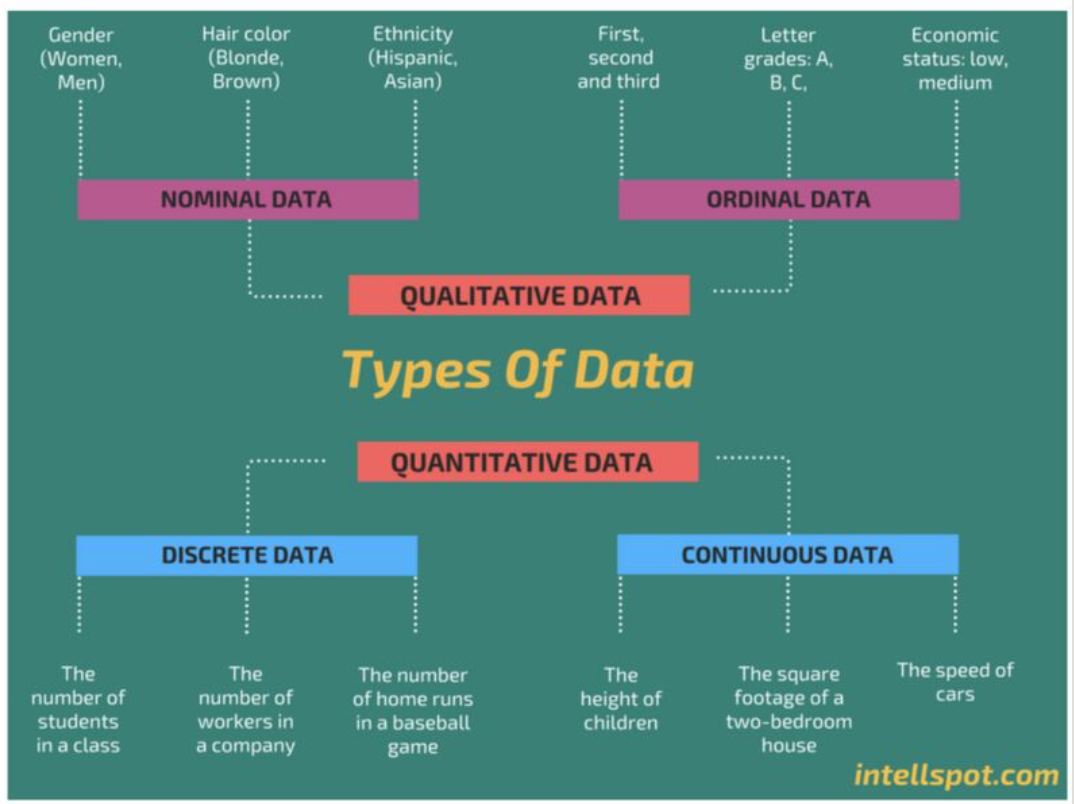 Gender
(Women,
Men)
Hair color
(Blonde,
Brown)
Ethnicity
(Hispanic,
Asian)
First,
second
and third
Letter
grades: A,
B, C,
Economic
status: low,
medium
NOMINAL DATA
ORDINAL DATA
QUALITATIVE DATA
Types Of Data
QUANTITATIVE DATA
DISCRETE DATA
CONTINUOUS DATA
The
number of
students
in a class
The
number of
workers in
a company
The number
of home runs
in a baseball
game
The
height of
children
The square
footage of a
two-bedroom
house
The speed of
cars
intellspot.com